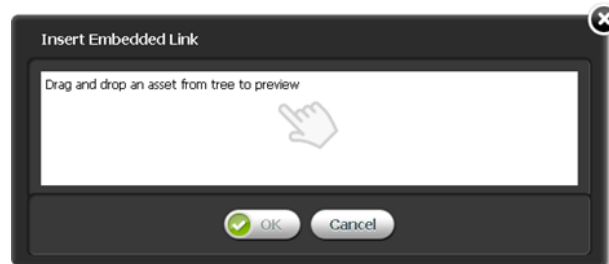 Insert Embedded Link
Drag and drop an asset from tree to preview
OK
Cancel